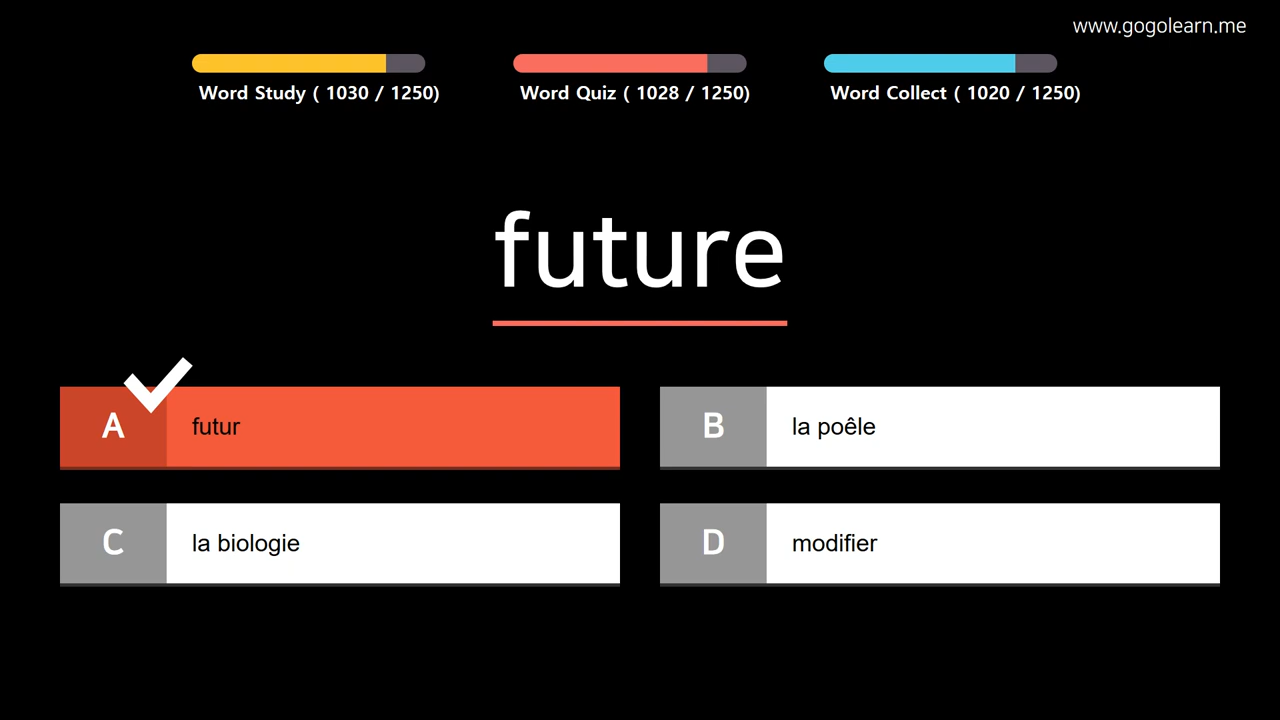 www.gogolearn.me
Word Study ( 1030 / 1250)
Word Quiz ( 1028 / 1250)
Word Collect ( 1020 / 1250)
future
A futur
B la poêle
C la biologie
D modifier